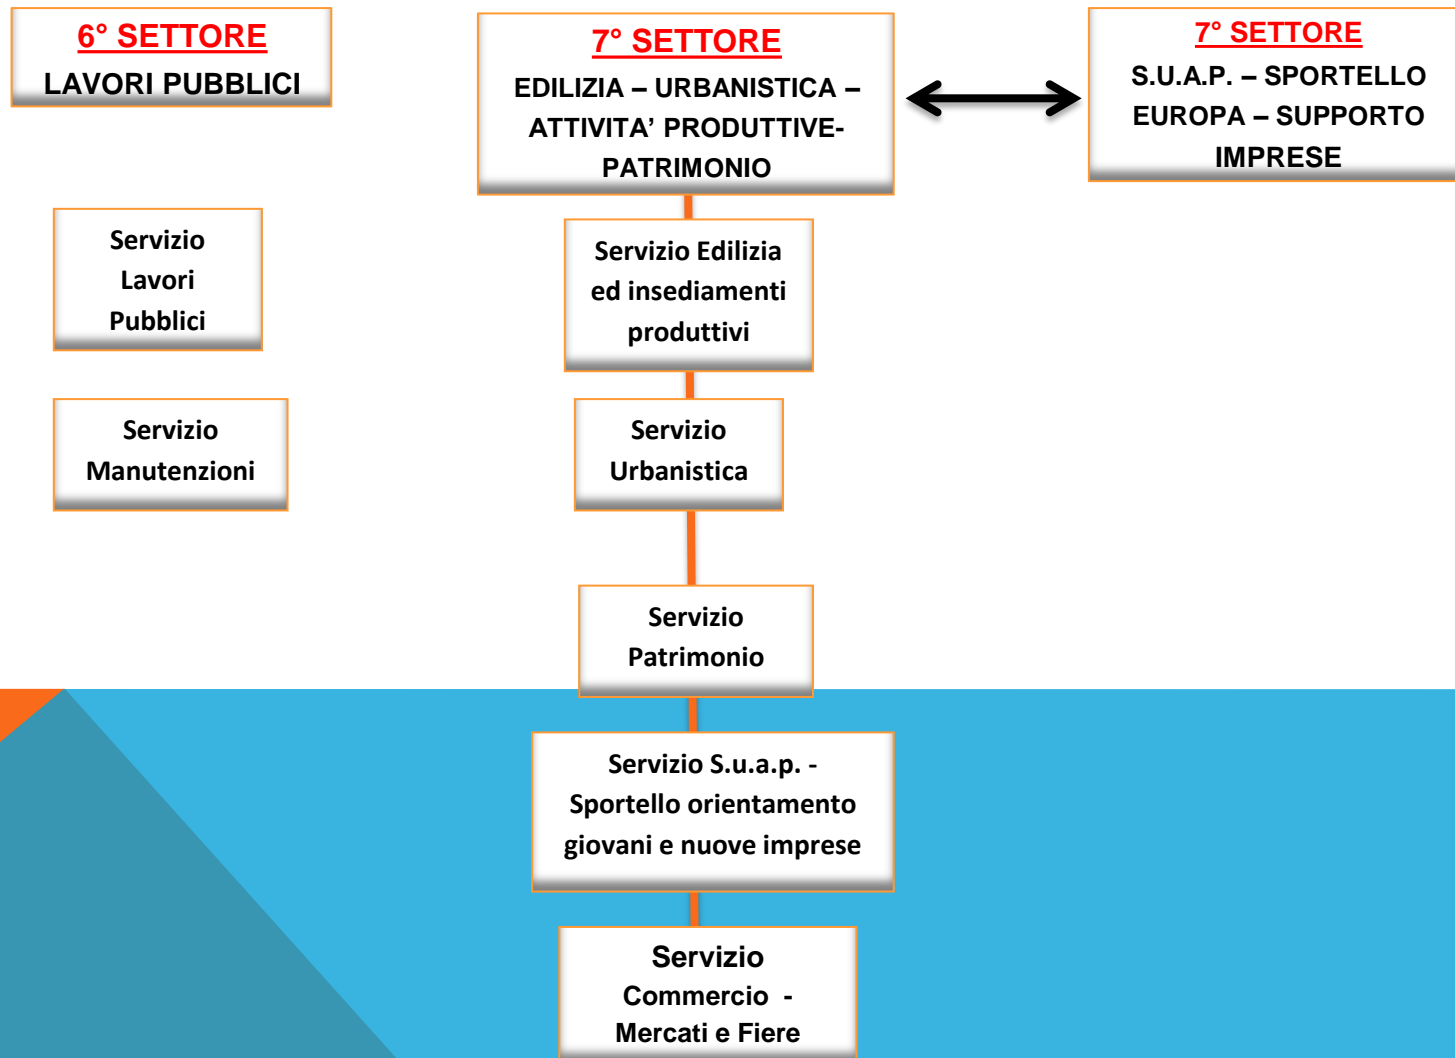 6° SETTORE
LAVORI PUBBLICI
7° SETTORE
EDILIZIA – URBANISTICA –
ATTIVITA’ PRODUTTIVE-
PATRIMONIO
7° SETTORE
S.U.A.P. – SPORTELLO
EUROPA – SUPPORTO
IMPRESE
Servizio
Lavori
Pubblici
Servizio
Manutenzioni
Servizio Edilizia
ed insediamenti
produttivi
Servizio
Urbanistica
Servizio
Patrimonio
Servizio S.u.a.p. -
Sportello orientamento
giovani e nuove imprese
Servizio
Commercio -
Mercati e Fiere